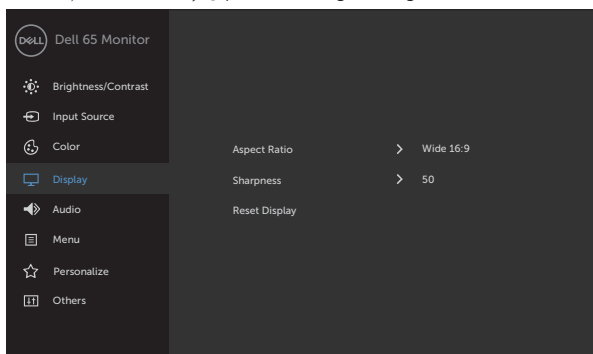 DELL Dell 65 Monitor
Brightness/Contrast
Input Source
Color
Aspect Ratio Wide 16:9
Display Sharpness 50
Audio Reset Display
Menu
Personalize
Others